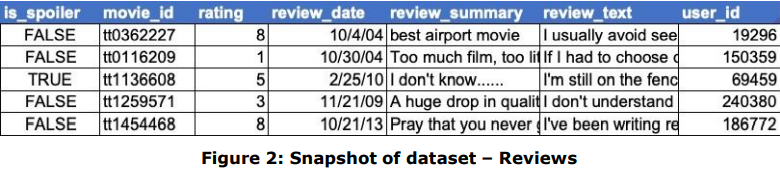 is_spoiler movie_id rating review_date review_summary review_text user_id
FALSE tt0362227 8 10/4/04 best airport movie I usually avoid see 19296
FALSE tt0116209 1 10/30/04 Too much film, too lit If I had to choose 150359
TRUE tt1136608 5 2/25/10 I don't know...... I'm still on the fenc 69459
FALSE tt1259571 3 11/21/09 A huge drop in qualit I don't understand 240380
FALSE tt1454468 8 10/21/13 Pray that you never I've been writing re 186772
Figure 2: Snapshot of dataset – Reviews